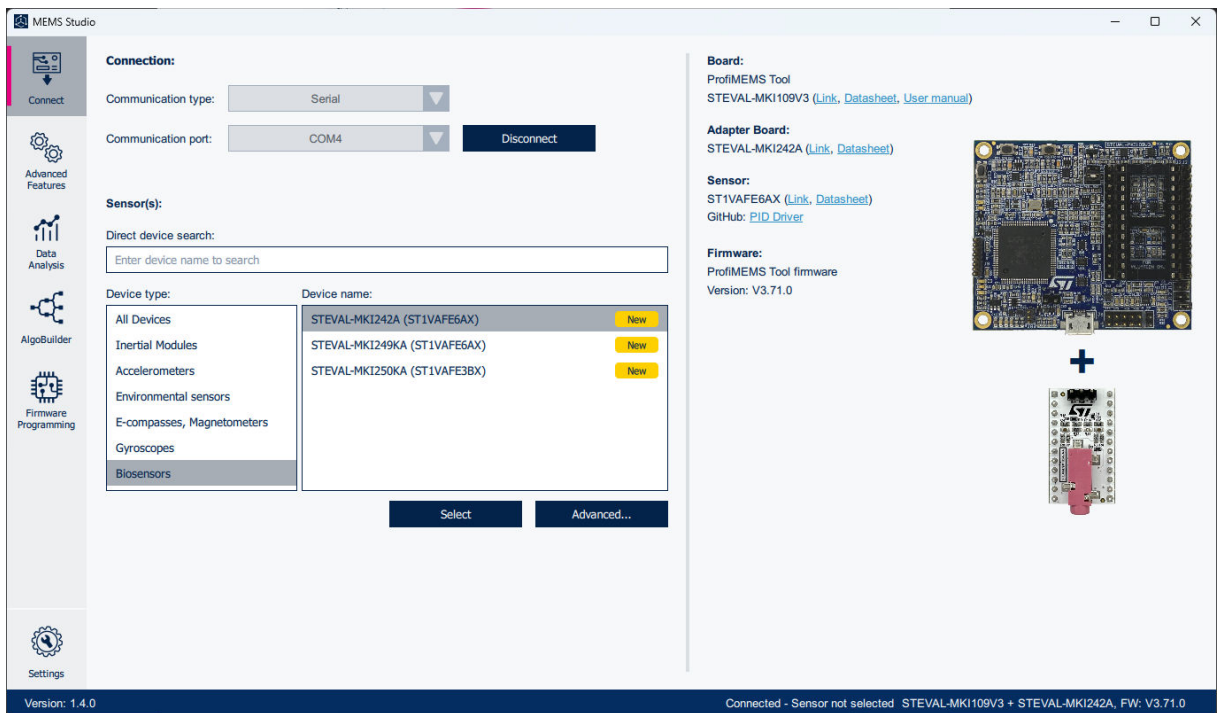 MEMS Studio
Connect
Advanced
Features
Data
Analysis
AlgoBuilder
Firmware
Programming
Settings
Connection:
Communication type:
Serial
Communication port:
COM4
Disconnect
Sensor(s):
Direct device search:
Enter device name to search
Device type:
All Devices
Inertial Modules
Accelerometers
Environmental sensors
E-compasses, Magnetometers
Gyroscopes
Biosensors
Device name:
STEVAL-MKI242A (ST1VAFE6AX) New
STEVAL-MKI249KA (ST1VAFE6AX) New
STEVAL-MKI250KA (ST1VAFE3BX) New
Select
Advanced...
Board:
ProfiMEMS Tool
STEVAL-MKI109V3 (Link, Datasheet, User manual)
Adapter Board:
STEVAL-MKI242A (Link, Datasheet)
Sensor:
ST1VAFE6AX (Link, Datasheet)
GitHub: PID Driver
Firmware:
ProfiMEMS Tool firmware
Version: V3.71.0
ST
+
ST
Version: 1.4.0
Connected - Sensor not selected STEVAL-MKI109V3 + STEVAL-MKI242A, FW: V3.71.0